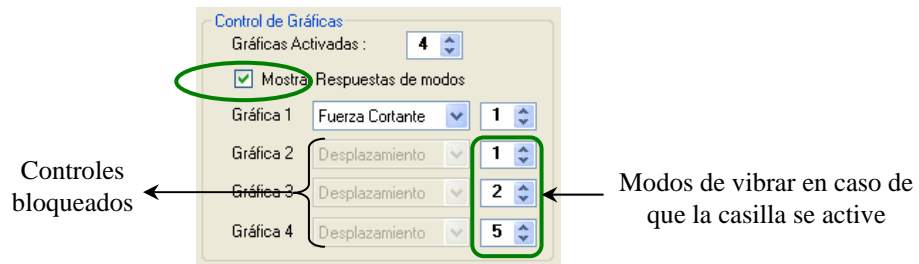 Control de Gráficas
Gráficas Activadas : 4
Mostrar Respuestas de modos
Gráfica 1 Fuerza Cortante 1
Gráfica 2 Desplazamiento 1
Gráfica 3 Desplazamiento 2
Gráfica 4 Desplazamiento 5
Controles
bloqueados
Modos de vibrar en caso de
que la casilla se active